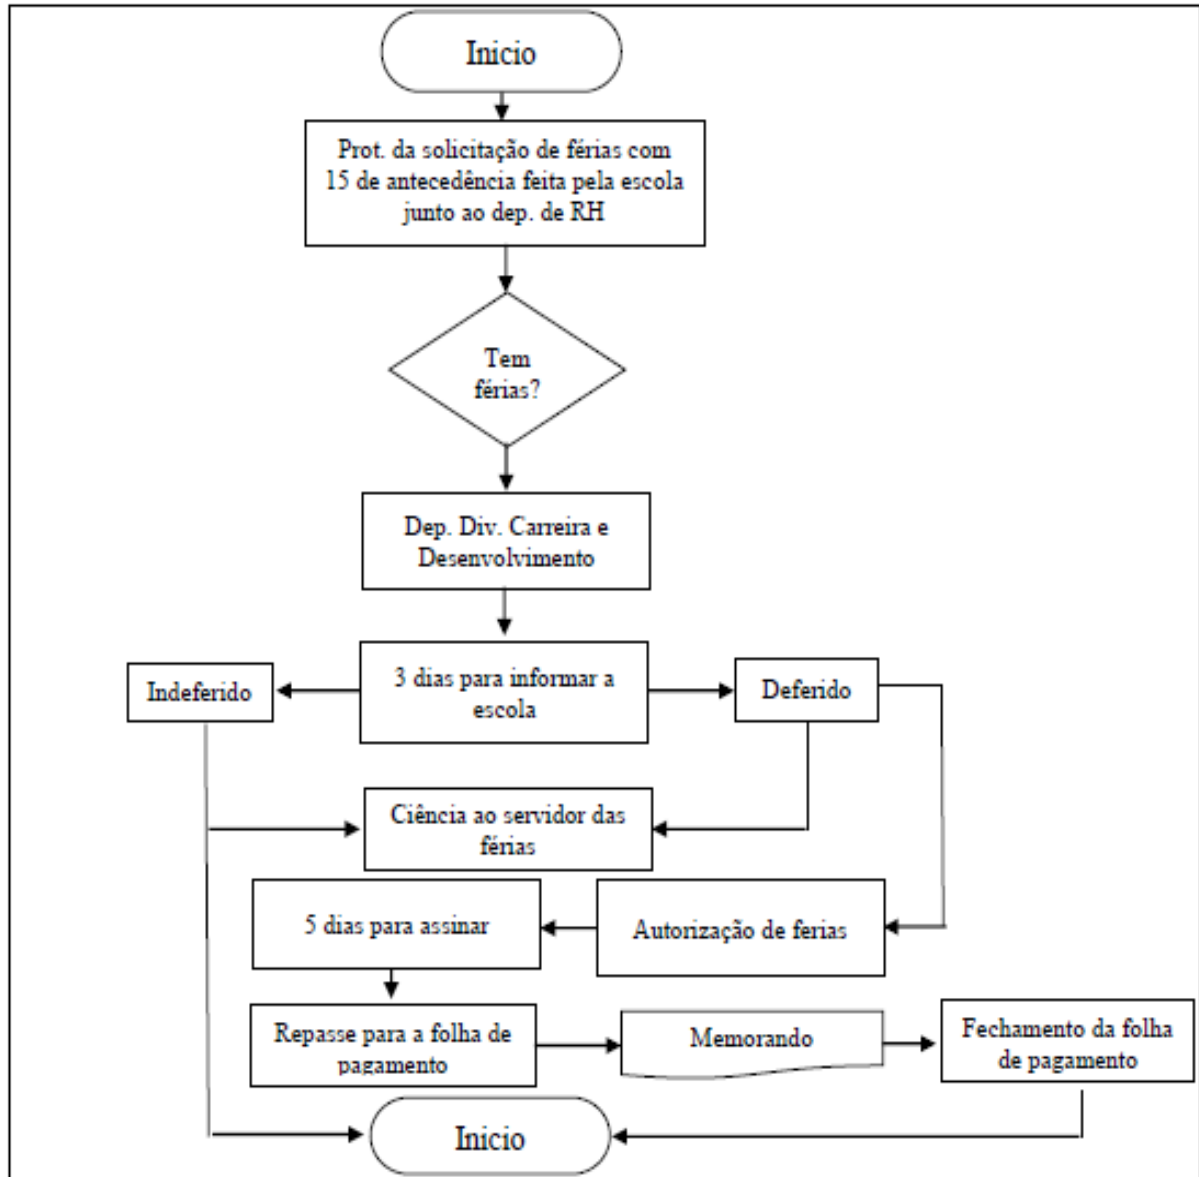 Inicio
Prot. da solicitação de férias com
15 de antecedência feita pela escola
junto ao dep. de RH
Tem
férias?
Dep. Div. Carreira e
Desenvolvimento
Indeferido
3 dias para informar a
escola
Deferido
Ciência ao servidor das
férias
5 dias para assinar
Autorização de ferias
Repasse para a folha de
pagamento
Memorando
Fechamento da folha
de pagamento
Inicio